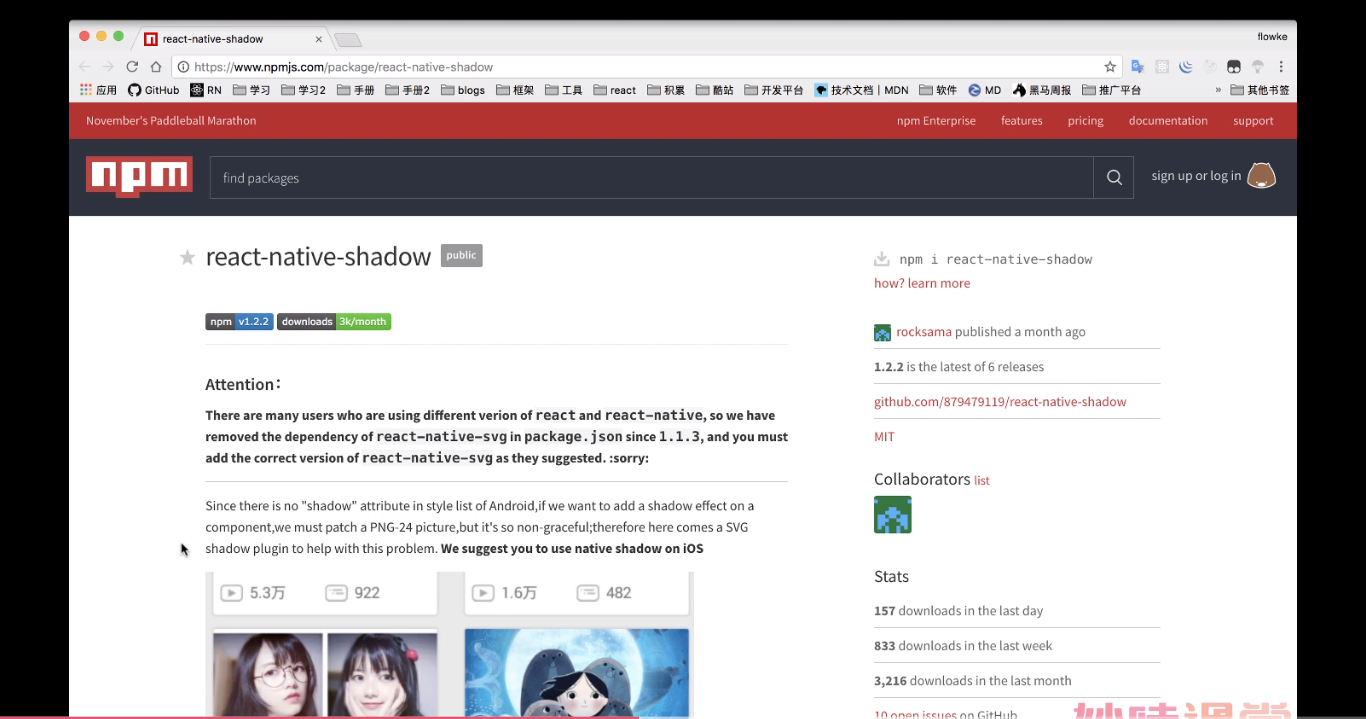 react-native-shadow
flowke
https://www.npmjs.com/package/react-native-shadow
应用 GitHub RN 学习 学习2 手册 手册2 blogs 框架 工具 react 积累 酷站 开发平台 技术文档 | MDN 软件 MD 黑马周报 推广平台 » 其他书签
November's Paddleball Marathon
npm Enterprise features pricing documentation support
npm
find packages
sign up or log in
react-native-shadow public
npm v1.2.2 downloads 3k/month
Attention：
There are many users who are using different verion of react and react-native, so we have
removed the dependency of react-native-svg in package.json since 1.1.3, and you must
add the correct version of react-native-svg as they suggested. :sorry:
Since there is no "shadow" attribute in style list of Android,if we want to add a shadow effect on a
component,we must patch a PNG-24 picture,but it's so non-graceful;therefore here comes a SVG
shadow plugin to help with this problem. We suggest you to use native shadow on iOS
5.3万 922 1.6万 482
npm i react-native-shadow
how? learn more
rocksama published a month ago
1.2.2 is the latest of 6 releases
github.com/879479119/react-native-shadow
MIT
Collaborators list
Stats
157 downloads in the last day
833 downloads in the last week
3,216 downloads in the last month
10 open issues on GitHub
妙味课堂